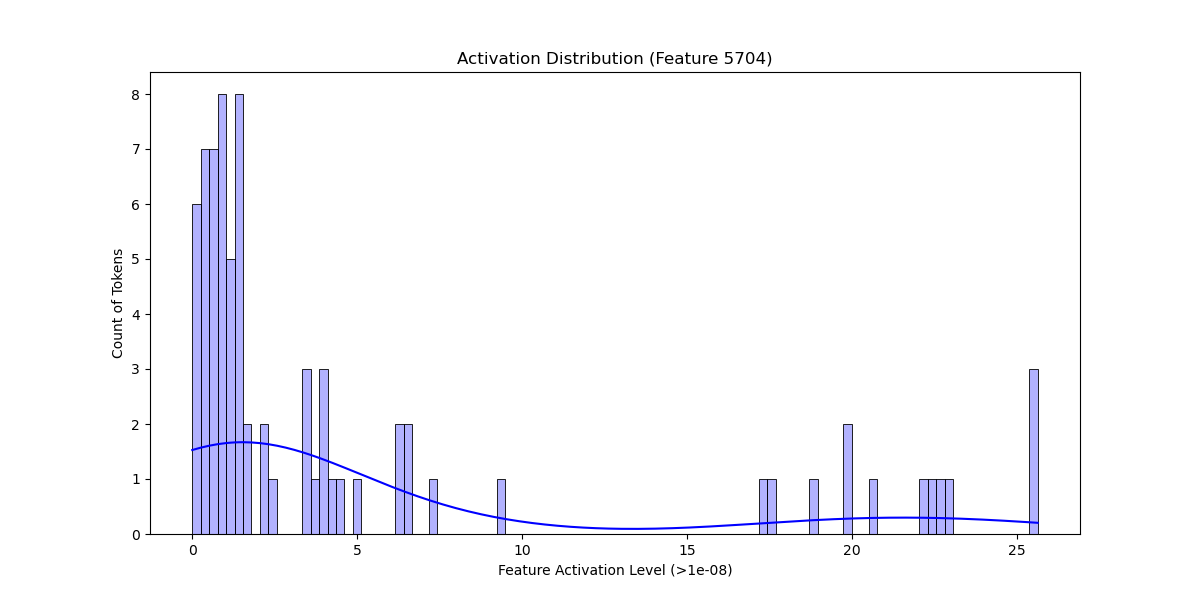 Activation Distribution (Feature 5704)
8
7
6
5
4
3
2
1
0
Count of Tokens
0 5 10 15 20 25
Feature Activation Level (>1e-08)